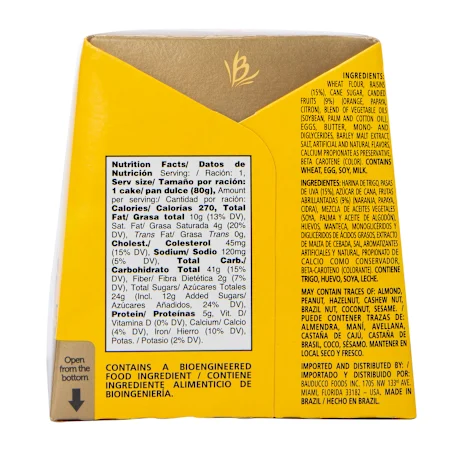 B
Nutrition Facts/ Datos de
Nutrición Serving: / Ración: 1,
Serv size/ Tamaño por ración:
1 cake/ pan dulce (80g), Amount
per serving:/ Cantidad por ración:
Calories/ Calorías 270, Total
Fat/ Grasa total 10g (13% DV),
Sat. Fat/ Grasa Saturada 4g (20%
DV), Trans Fat/ Grasa Trans 0g,
Cholest./ Colesterol 45mg
(15% DV), Sodium/ Sodio 120mg
(5% DV), Total Carb./
Carbohidrato Total 41g (15%
DV), Fiber/ Fibra Dietética 2g (7%
DV), Total Sugars/ Azúcares Totales
24g (Incl. 12g Added Sugars/
Azúcares Añadidos, 24% DV),
Protein/ Proteínas 5g, Vit. D/
Vitamina D (0% DV), Calcium/ Calcio
(4% DV), Iron/ Hierro (10% DV),
Potas. / Potasio (2% DV).
CONTAINS A BIOENGINEERED
FOOD INGREDIENT / CONTIENE
INGREDIENTE ALIMENTICIO DE
BIOINGENIERÍA.
Open
from the
bottom.
INGREDIENTS:
WHEAT FLOUR, RAISINS
(15%), CANE SUGAR, CANDIED
FRUITS (9%) (ORANGE, PAPAYA,
CITRON), BLEND OF VEGETABLE OILS
(SOYBEAN, PALM AND COTTON OILS),
EGGS, BUTTER, MONO- AND
DIGLYCERIDES, BARLEY MALT EXTRACT,
SALT, ARTIFICIAL AND NATURAL FLAVORS,
CALCIUM PROPIONATE AS PRESERVATIVE,
BETA CAROTENE (COLOR). CONTAINS
WHEAT, EGG, SOY, MILK.
INGREDIENTES: HARINA DE TRIGO, PASAS
DE UVA (15%), AZÚCAR DE CANA, FRUTAS
ABRILLANTADAS (9%) (NARANJA, PAPAYA,
CIDRA), MEZCLA DE ACEITES VEGETALES
(SOYA, PALMA Y ACEITE DE ALGODÓN),
HUEVOS, MANTECA, MONOGLICÉRIDOS Y
DIGLICÉRIDOS DE ÁCIDOS GRASOS, EXTRACTO
DE MALTA DE CEBADA, SAL, AROMATIZANTES
ARTIFICIALES Y NATURAL, PROPIONATO DE
CALCIO COMO CONSERVADOR,
BETA-CAROTENO (COLORANTE). CONTIENE
TRIGO, HUEVO, SOYA, LECHE.
MAY CONTAIN TRACES OF: ALMOND,
PEANUT, HAZELNUT, CASHEW NUT,
BRAZIL NUT, COCONUT, SESAME. /
PUEDE CONTENER TRAZAS DE:
ALMENDRA, MANÍ, AVELLANA,
CASTAÑA DE CAJÚ, CASTAÑA DE
BRASIL, COCO, SÉSAMO. MANTENER EN
LOCAL SECO Y FRESCO.
IMPORTED AND DISTRIBUTED BY: /
IMPORTADO Y DISTRIBUIDO POR:
BAUDUCCO FOODS INC. 1705 NW 133rd AVE.
MIAMI, FLORIDA 33182 – USA. MADE IN
BRAZIL / HECHO EN BRAZIL.